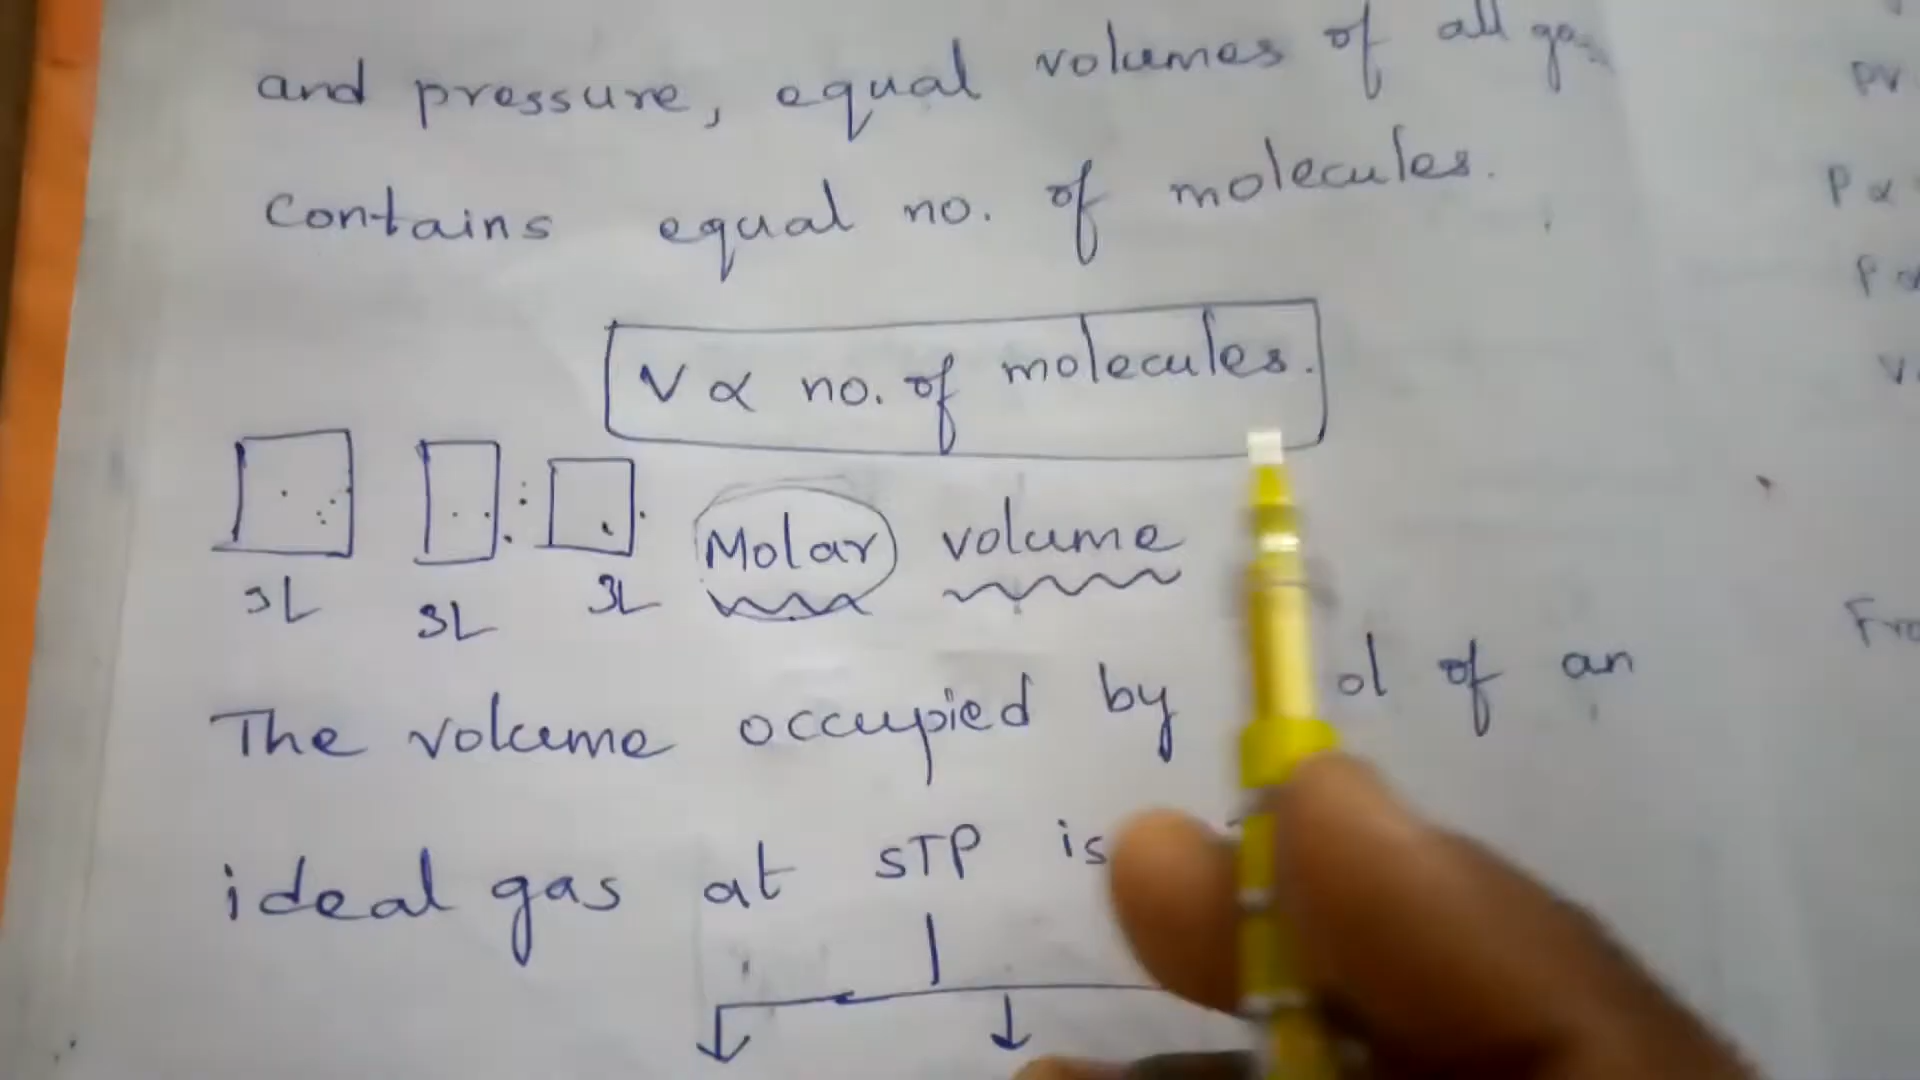 and pressure, equal volumes of all
contains equal no. of molecules.
V ∝ no. of molecules.
3L 3L 3L
Molar volume
The volume occupied by of an
ideal gas at STP is
PV
P ∝
P
V